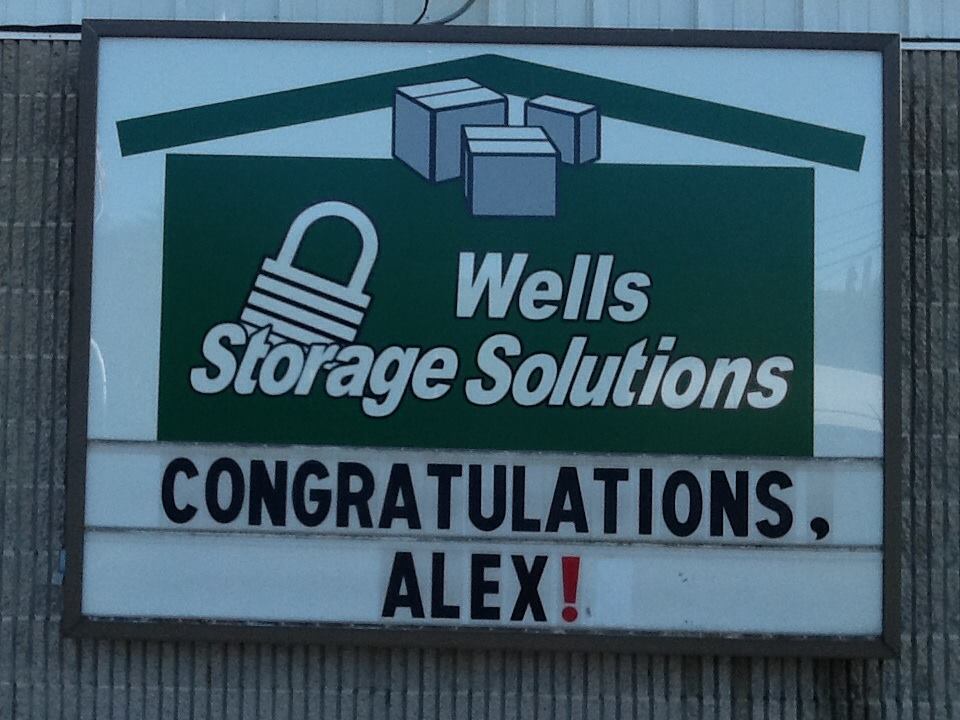 Wells
Storage Solutions
CONGRATULATIONS,
ALEX!